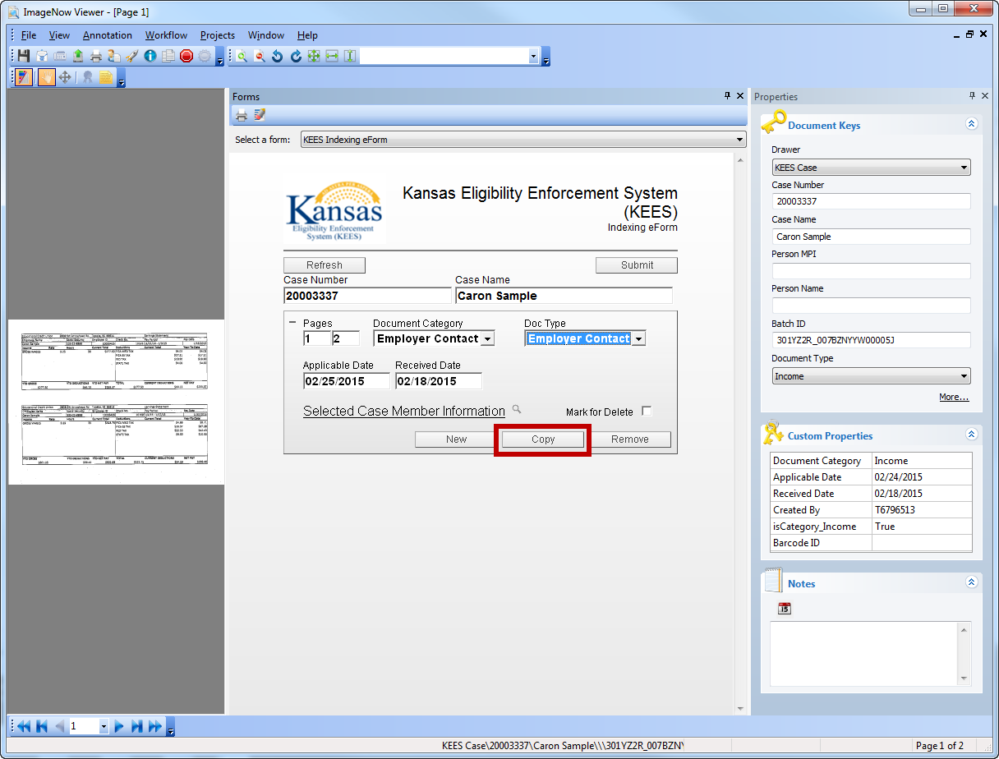 ImageNow Viewer - [Page 1]
File View Annotation Workflow Projects Window Help
Forms
Select a form: KEES Indexing eForm
Kansas
Eligibility Enforcement
System (KEES)
Kansas Eligibility Enforcement System
(KEES)
Indexing eForm
Refresh Submit
Case Number Case Name
20003337 Caron Sample
Pages Document Category Doc Type
1 2 Employer Contact Employer Contact
Applicable Date Received Date
02/25/2015 02/18/2015
Selected Case Member Information Mark for Delete
New Copy Remove
Properties
Document Keys
Drawer
KEES Case
Case Number
20003337
Case Name
Caron Sample
Person MPI
Person Name
Batch ID
301YZ2R_007BZNYYW00005J
Document Type
Income
More...
Custom Properties
Document Category Income
Applicable Date 02/24/2015
Received Date 02/18/2015
Created By T6796513
isCategory_Income True
Barcode ID
Notes
15
1
KEES Case\20003337\Caron Sample\\\301YZ2R_007BZN
Page 1 of 2